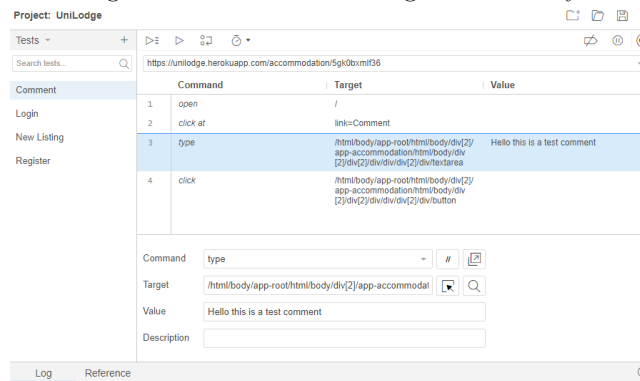 Project: UniLodge
Tests
Search tests...
Comment
Login
New Listing
Register
https://unilodge.herokuapp.com/accommodation/5gk0bxmlf36
Command Target Value
1 open /
2 click at link=Comment
3 type /html/body/app-root/html/body/div[2]/ Hello this is a test comment
app-accommodation/html/body/div
[2]/div[2]/div/div/div[2]/div/textarea
4 click /html/body/app-root/html/body/div[2]/
app-accommodation/html/body/div
[2]/div[2]/div/div/div[2]/div/button
Command type //
Target /html/body/app-root/html/body/div[2]/app-accommodat
Value Hello this is a test comment
Description
Log Reference